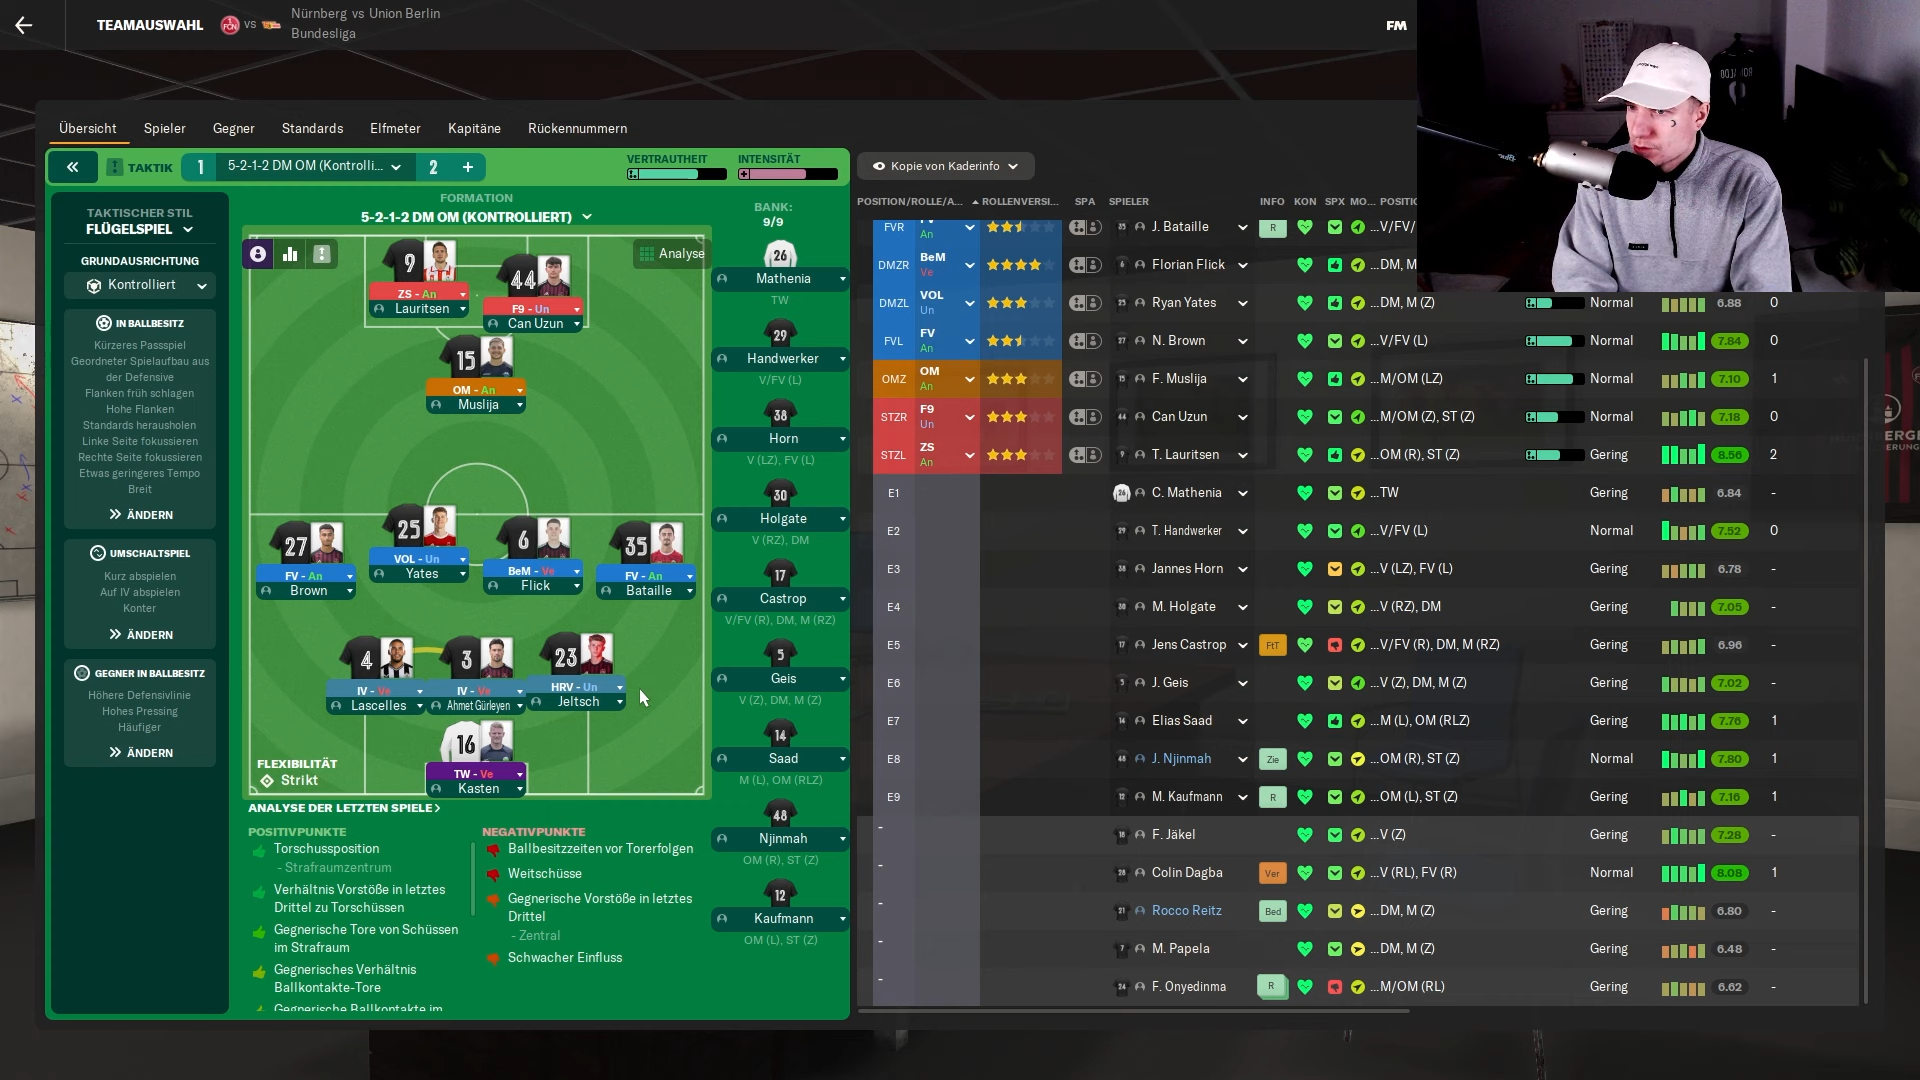 TEAMAUSWAHL
VS
Nürnberg vs Union Berlin
Bundesliga
FM
Übersicht
Spieler
Gegner
Standards
Elfmeter
Kapitäne
Rückennummern
TAKTIK
1
5-2-1-2 DM OM (Kontrolli...
2
+
VERTRAUTHEIT
INTENSITÄT
Kopie von Kaderinfo
TAKTISCHER STIL
FLÜGELSPIEL
GRUNDAUSRICHTUNG
Kontrolliert
IN BALLBESITZ
Kürzeres Passspiel
Geordneter Spielaufbau aus
der Defensive
Flanken früh schlagen
Hohe Flanken
Standards herausholen
Linke Seite fokussieren
Rechte Seite fokussieren
Etwas geringeres Tempo
Breit
ÄNDERN
UMSCHALTSPIEL
Kurz abspielen
Auf IV abspielen
Konter
ÄNDERN
GEGNER IN BALLBESITZ
Höhere Defensivlinie
Hohes Pressing
Häufiger
ÄNDERN
FORMATION
5-2-1-2 DM OM (KONTROLLIERT)
Analyse
9
ZS - An
Lauritsen
44
F9 - Un
Can Uzun
15
OM - An
Muslija
27
FV - An
Brown
25
VOL - Un
Yates
6
BeM - Ve
Flick
35
FV - An
Bataille
4
IV - Ve
Lascelles
3
IV - Ve
Ahmet Gürleyen
23
HRV - Un
Jeltsch
16
TW - Ve
Kasten
FLEXIBILITÄT
Strikt
ANALYSE DER LETZTEN SPIELE
POSITIVPUNKTE
Torschussposition
- Strafraumzentrum
Verhältnis Vorstöße in letztes
Drittel zu Torschüssen
Gegnerische Tore von Schüssen
im Strafraum
Gegnerisches Verhältnis
Ballkontakte-Tore
Gegnerische Ballkontakte im
NEGATIVPUNKTE
Ballbesitzzeiten vor Torerfolgen
Weitschüsse
Gegnerische Vorstöße in letztes
Drittel
- Zentral
Schwacher Einfluss
BANK:
9/9
26
Mathenia
TW
29
Handwerker
V/FV (L)
38
Horn
V (LZ), FV (L)
30
Holgate
V (RZ), DM
17
Castrop
V/FV (R), DM, M (RZ)
5
Geis
V (Z), DM, M (Z)
14
Saad
M (L), OM (RLZ)
48
Njinmah
OM (R), ST (Z)
12
Kaufmann
OM (L), ST (Z)
POSITION/ROLLE/A... ROLLENVERSI... SPA SPIELER INFO KON SPX MO... POSITIO
FVR FV An J. Bataille R ...V/FV/
DMZR BeM Ve Florian Flick ...DM, M
DMZL VOL Un Ryan Yates ...DM, M (Z) Normal 6.88 0
FVL FV An N. Brown ...V/FV (L) Normal 7.84 0
OMZ OM An F. Muslija ...M/OM (LZ) Normal 7.10 1
STZR F9 Un Can Uzun ...M/OM (Z), ST (Z) Normal 7.18 0
STZL ZS An T. Lauritsen ...OM (R), ST (Z) Gering 8.56 2
E1 C. Mathenia ...TW Gering 6.84 -
E2 T. Handwerker ...V/FV (L) Normal 7.52 0
E3 Jannes Horn ...V (LZ), FV (L) Gering 6.78 -
E4 M. Holgate ...V (RZ), DM Gering 7.05 -
E5 Jens Castrop FtT ...V/FV (R), DM, M (RZ) Gering 6.96 -
E6 J. Geis ...V (Z), DM, M (Z) Gering 7.02 -
E7 Elias Saad ...M (L), OM (RLZ) Gering 7.76 1
E8 J. Njinmah Zie ...OM (R), ST (Z) Normal 7.80 1
E9 M. Kaufmann R ...OM (L), ST (Z) Gering 7.16 1
- F. Jäkel ...V (Z) Gering 7.28 -
- Colin Dagba Ver ...V (RL), FV (R) Normal 8.08 1
- Rocco Reitz Bed ...DM, M (Z) Gering 6.80 -
- M. Papela ...DM, M (Z) Gering 6.48 -
- F. Onyedinma R ...M/OM (RL) Gering 6.62 -